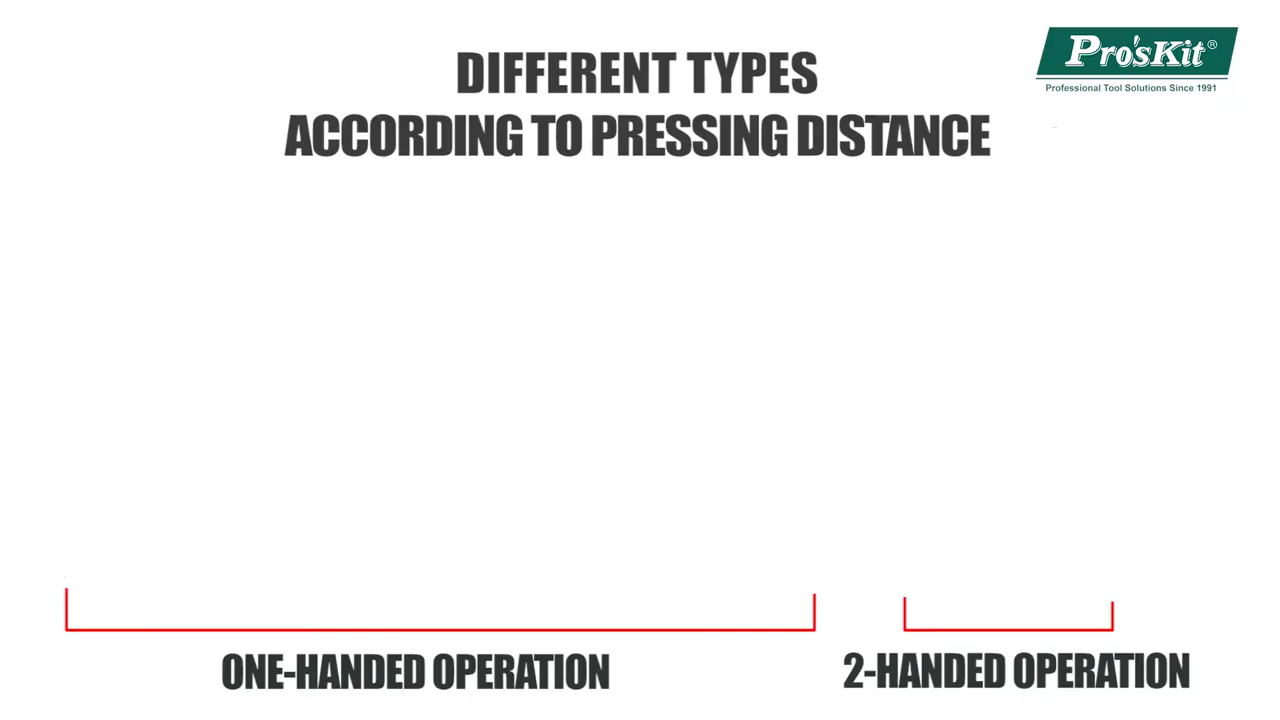 DIFFERENT TYPES
ACCORDING TO PRESSING DISTANCE
Pro'sKit®
Professional Tool Solutions Since 1991
ONE-HANDED OPERATION
2-HANDED OPERATION